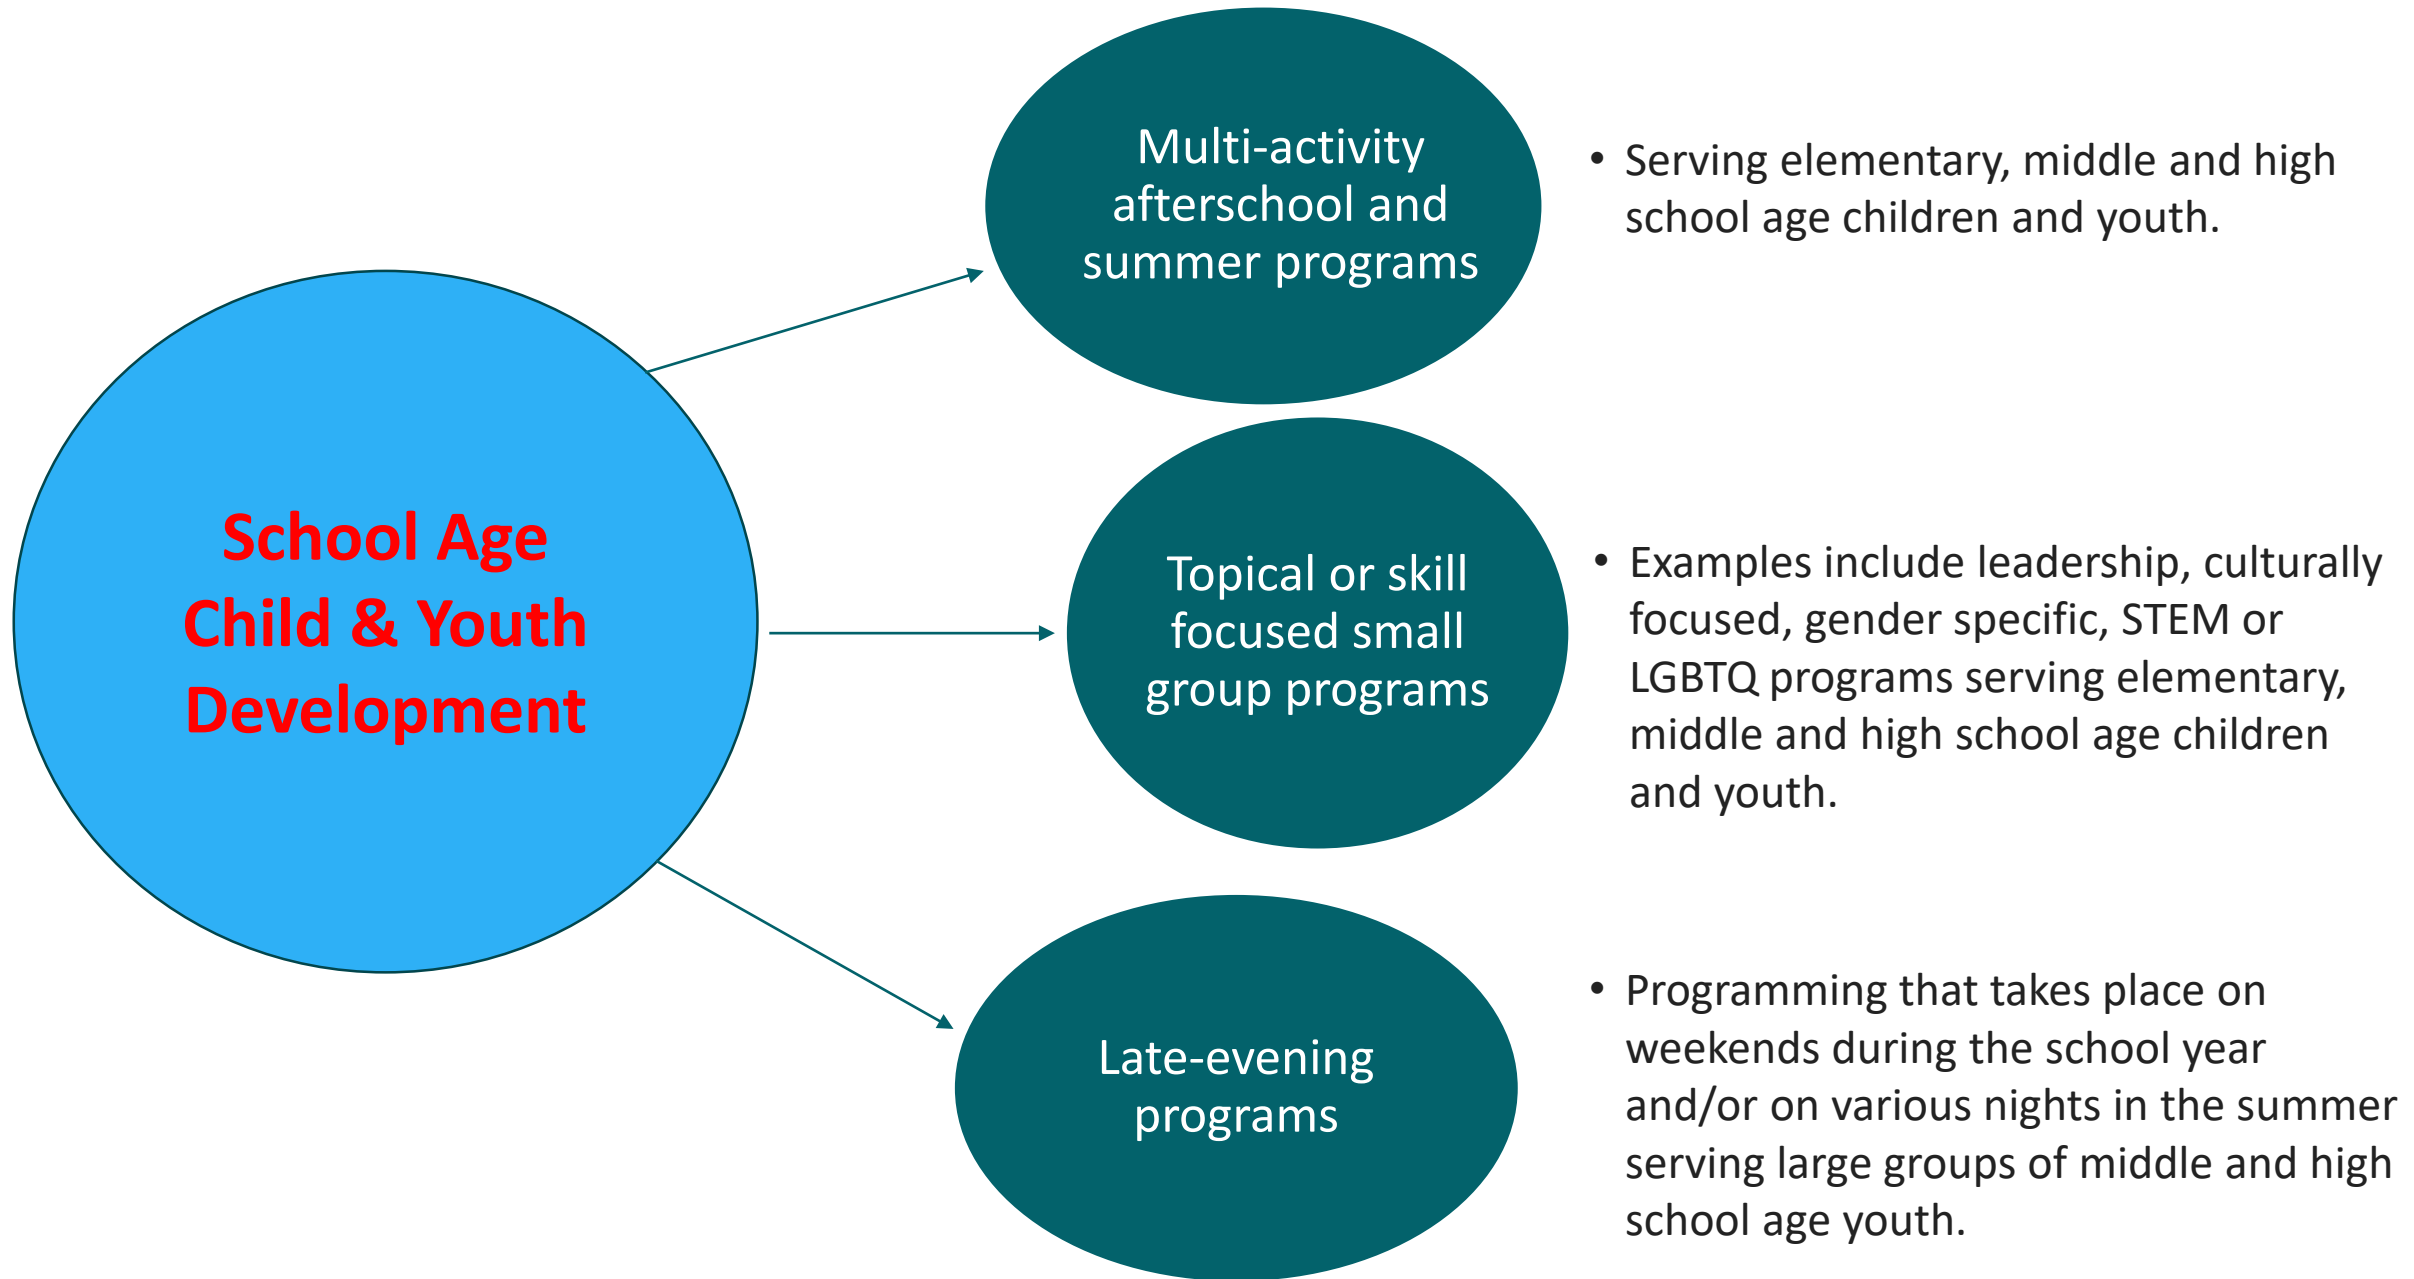 School Age
Child & Youth
Development
Multi-activity
afterschool and
summer programs
• Serving elementary, middle and high
school age children and youth.
Topical or skill
focused small
group programs
• Examples include leadership, culturally
focused, gender specific, STEM or
LGBTQ programs serving elementary,
middle and high school age children
and youth.
Late-evening
programs
• Programming that takes place on
weekends during the school year
and/or on various nights in the summer
serving large groups of middle and high
school age youth.